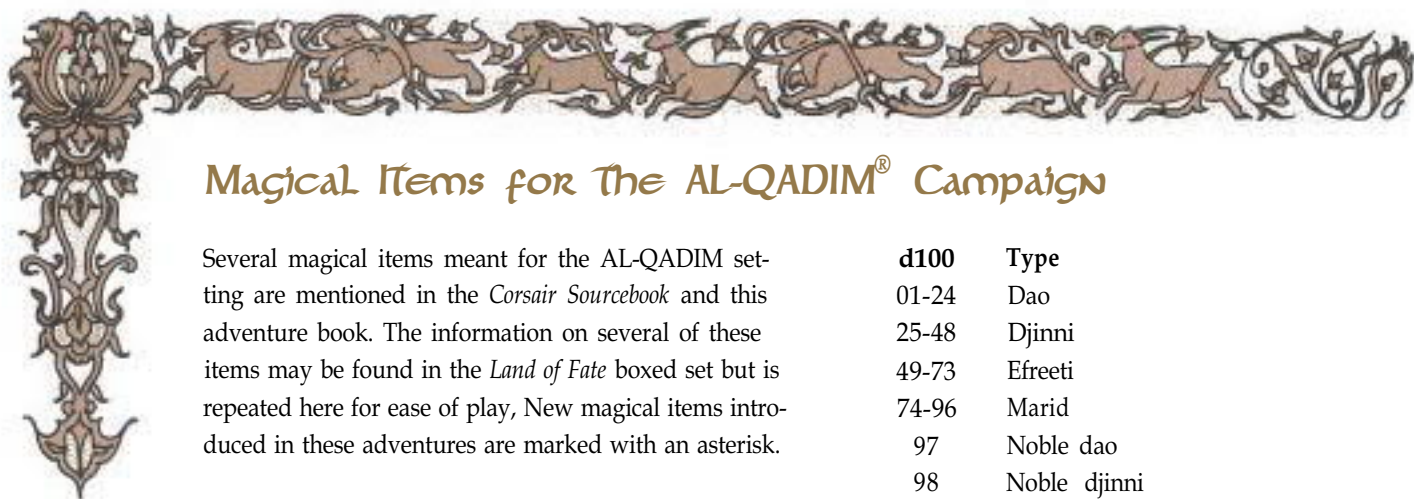 Magical Items for the AL-QADIM® Campaign
Several magical items meant for the AL-QADIM set-
ting are mentioned in the Corsair Sourcebook and this
adventure book. The information on several of these
items may be found in the Land of Fate boxed set but is
repeated here for ease of play, New magical items intro-
duced in these adventures are marked with an asterisk.
d100 Type
01-24 Dao
25-48 Djinni
49-73 Efreeti
74-96 Marid
97 Noble dao
98 Noble djinni